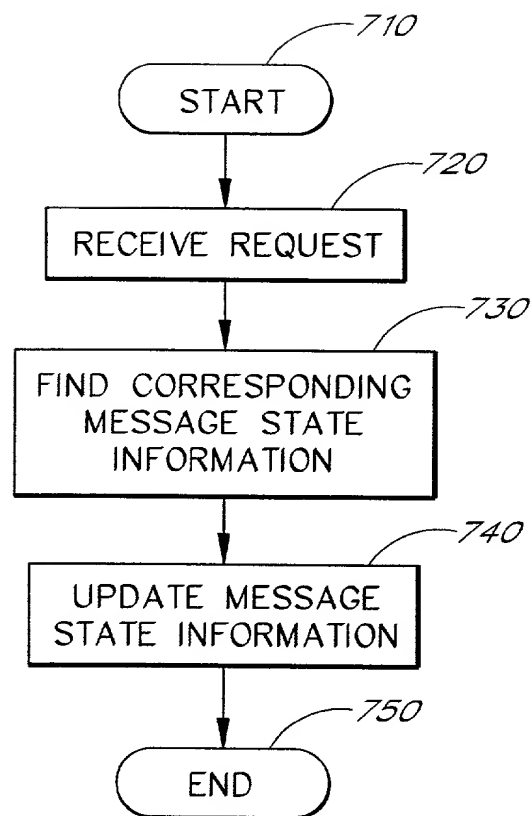 710
START
720
RECEIVE REQUEST
730
FIND CORRESPONDING
MESSAGE STATE
INFORMATION
740
UPDATE MESSAGE
STATE INFORMATION
750
END